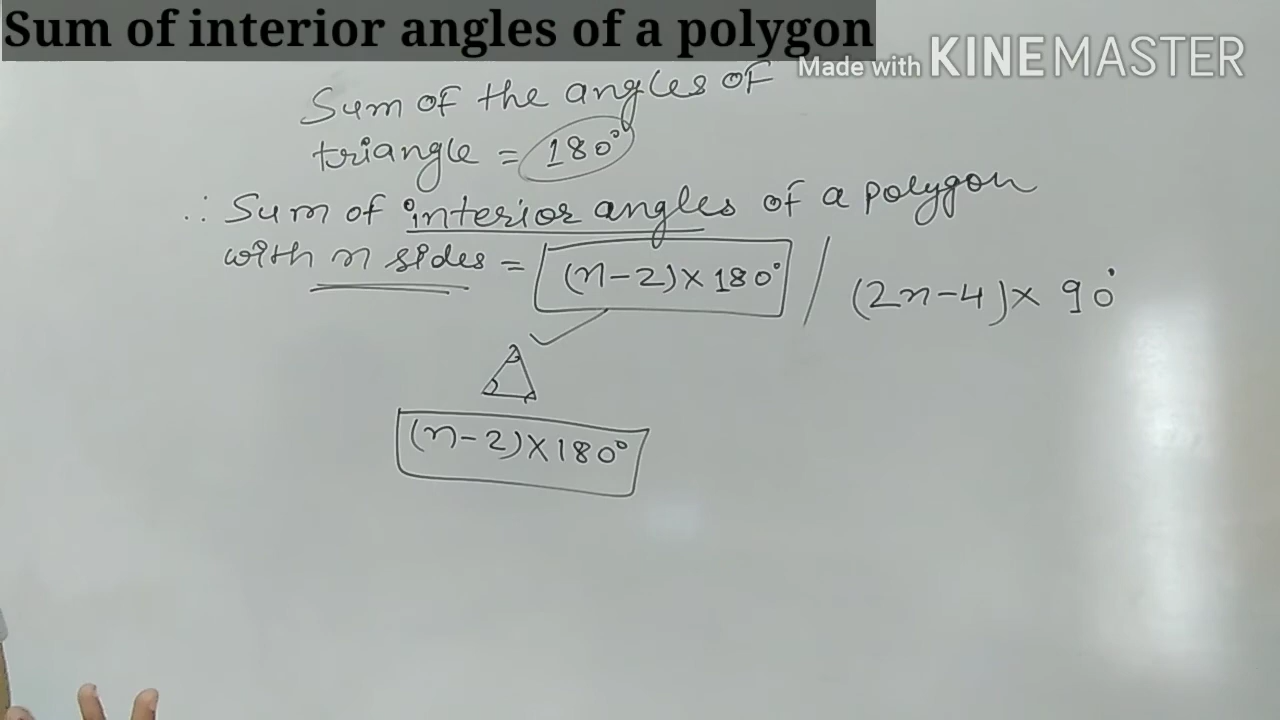 Sum of interior angles of a polygon
Made with KINEMASTER
Sum of the angles of
triangle = 180°
∴ Sum of interior angles of a polygon
with n sides = (n-2)×180° / (2n-4)× 90°
(n-2)×180°